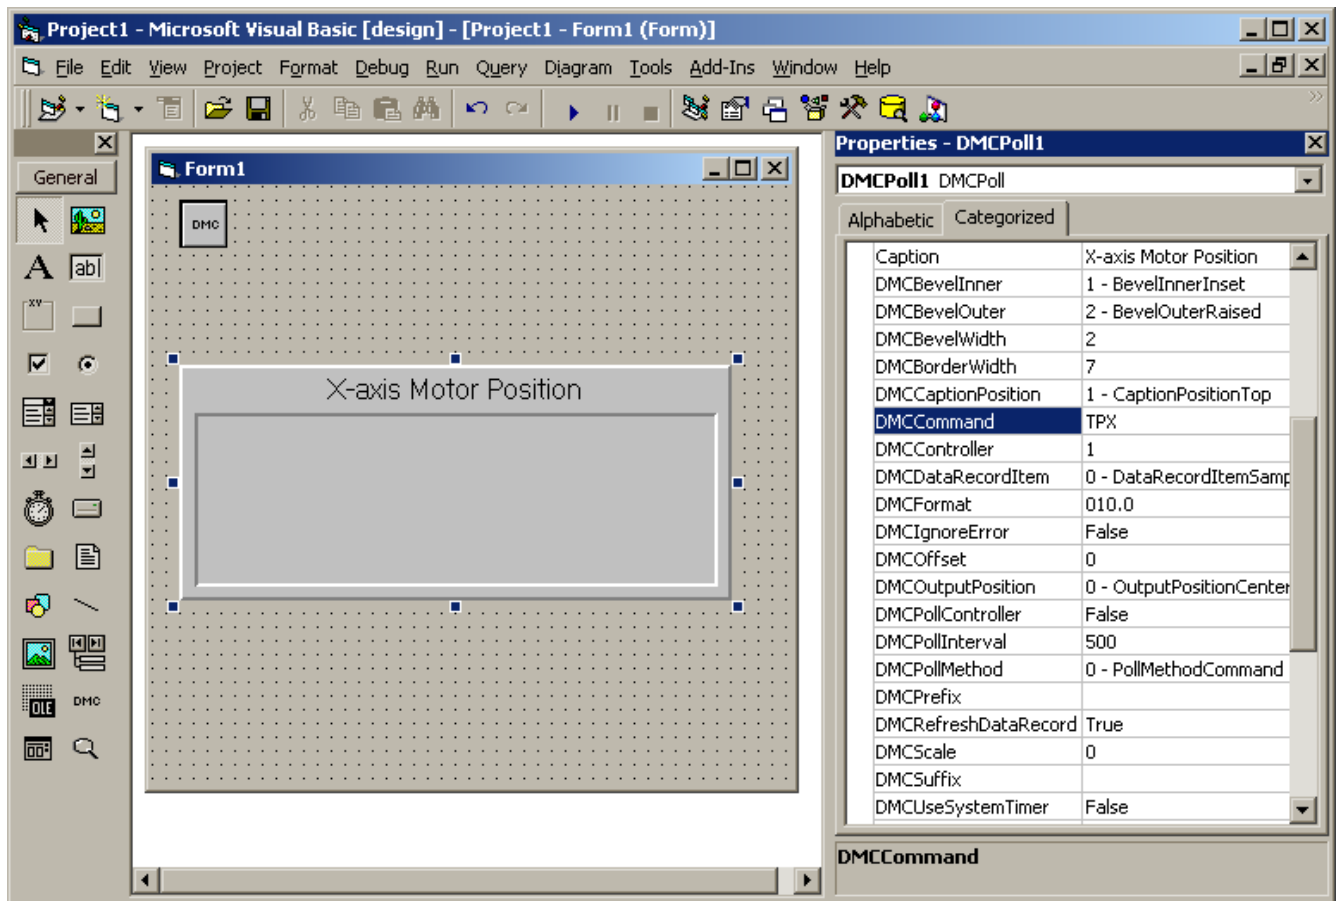 Project1 - Microsoft Visual Basic [design] - [Project1 - Form1 (Form)]
File Edit View Project Format Debug Run Query Diagram Tools Add-Ins Window Help
General
A
ab|
XY
OLE
DMC
Form1
DMC
X-axis Motor Position
Properties - DMCPoll1
DMCPoll1 DMCPoll
Alphabetic Categorized
Caption X-axis Motor Position
DMCBevelInner 1 - BevelInnerInset
DMCBevelOuter 2 - BevelOuterRaised
DMCBevelWidth 2
DMCBorderWidth 7
DMCCaptionPosition 1 - CaptionPositionTop
DMCCommand TPX
DMCController 1
DMCDataRecordItem 0 - DataRecordItemSamp
DMCFormat 010.0
DMCIgnoreError False
DMCOffset 0
DMCOutputPosition 0 - OutputPositionCenter
DMCPollController False
DMCPollInterval 500
DMCPollMethod 0 - PollMethodCommand
DMCPrefix
DMCRefreshDataRecord True
DMCScale 0
DMCSuffix
DMCUseSystemTimer False
DMCCommand